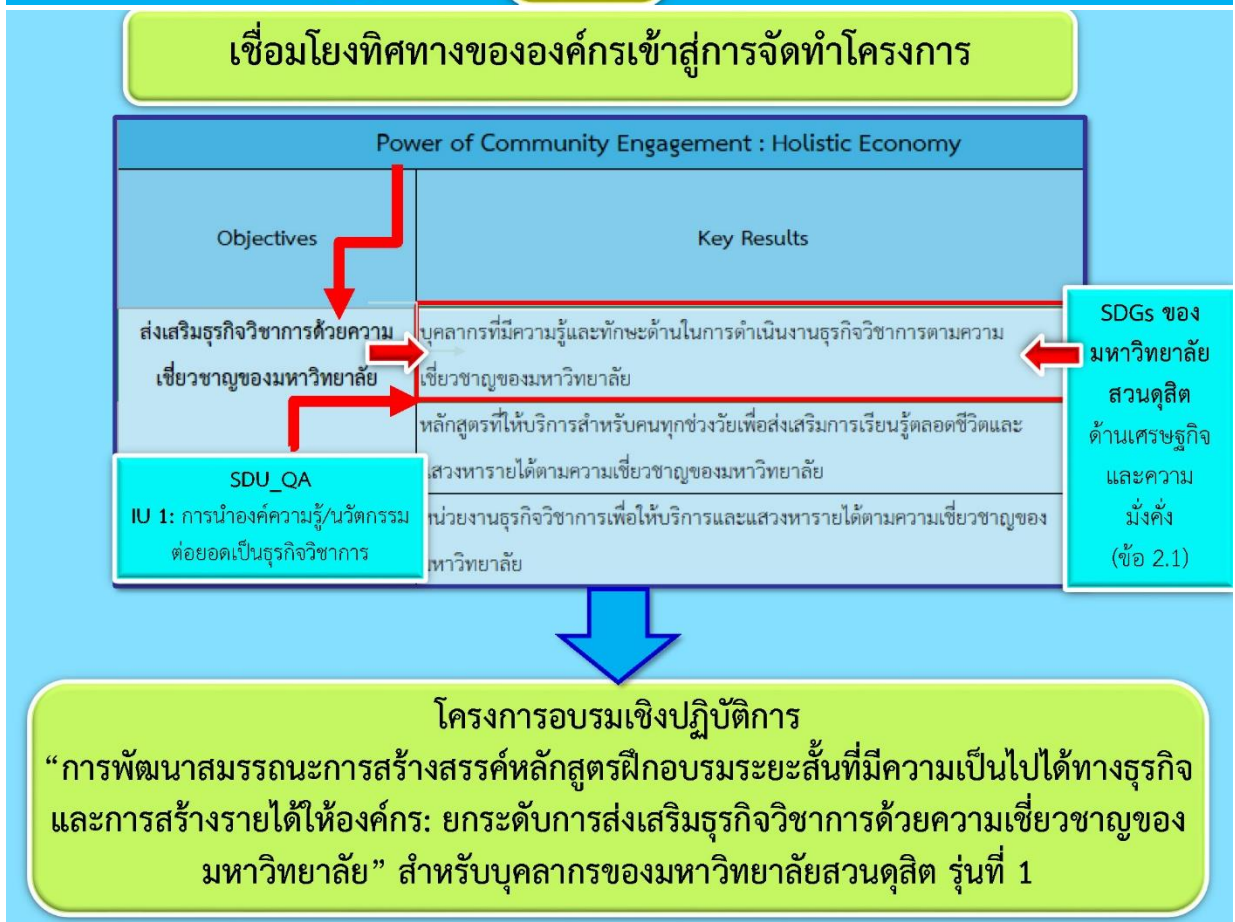 เชื่อมโยงทิศทางขององค์กรเข้าสู่การจัดทำโครงการ
Power of Community Engagement : Holistic Economy
Objectives
Key Results
ส่งเสริมธุรกิจวิชาการด้วยความ
เชี่ยวชาญของมหาวิทยาลัย
บุคลากรที่มีความรู้และทักษะด้านในการดำเนินงานธุรกิจวิชาการตามความ
เชี่ยวชาญของมหาวิทยาลัย
หลักสูตรที่ให้บริการสำหรับคนทุกช่วงวัยเพื่อส่งเสริมการเรียนรู้ตลอดชีวิตและ
แสวงหารายได้ตามความเชี่ยวชาญของมหาวิทยาลัย
หน่วยงานธุรกิจวิชาการเพื่อให้บริการและแสวงหารายได้ตามความเชี่ยวชาญของ
มหาวิทยาลัย
SDU_QA
IU 1: การนำองค์ความรู้/นวัตกรรม
ต่อยอดเป็นธุรกิจวิชาการ
SDGs ของ
มหาวิทยาลัย
สวนดุสิต
ด้านเศรษฐกิจ
และความ
มั่งคั่ง
(ข้อ 2.1)
โครงการอบรมเชิงปฏิบัติการ
“การพัฒนาสมรรถนะการสร้างสรรค์หลักสูตรฝึกอบรมระยะสั้นที่มีความเป็นไปได้ทางธุรกิจ
และการสร้างรายได้ให้องค์กร: ยกระดับการส่งเสริมธุรกิจวิชาการด้วยความเชี่ยวชาญของ
มหาวิทยาลัย” สำหรับบุคลากรของมหาวิทยาลัยสวนดุสิต รุ่นที่ 1